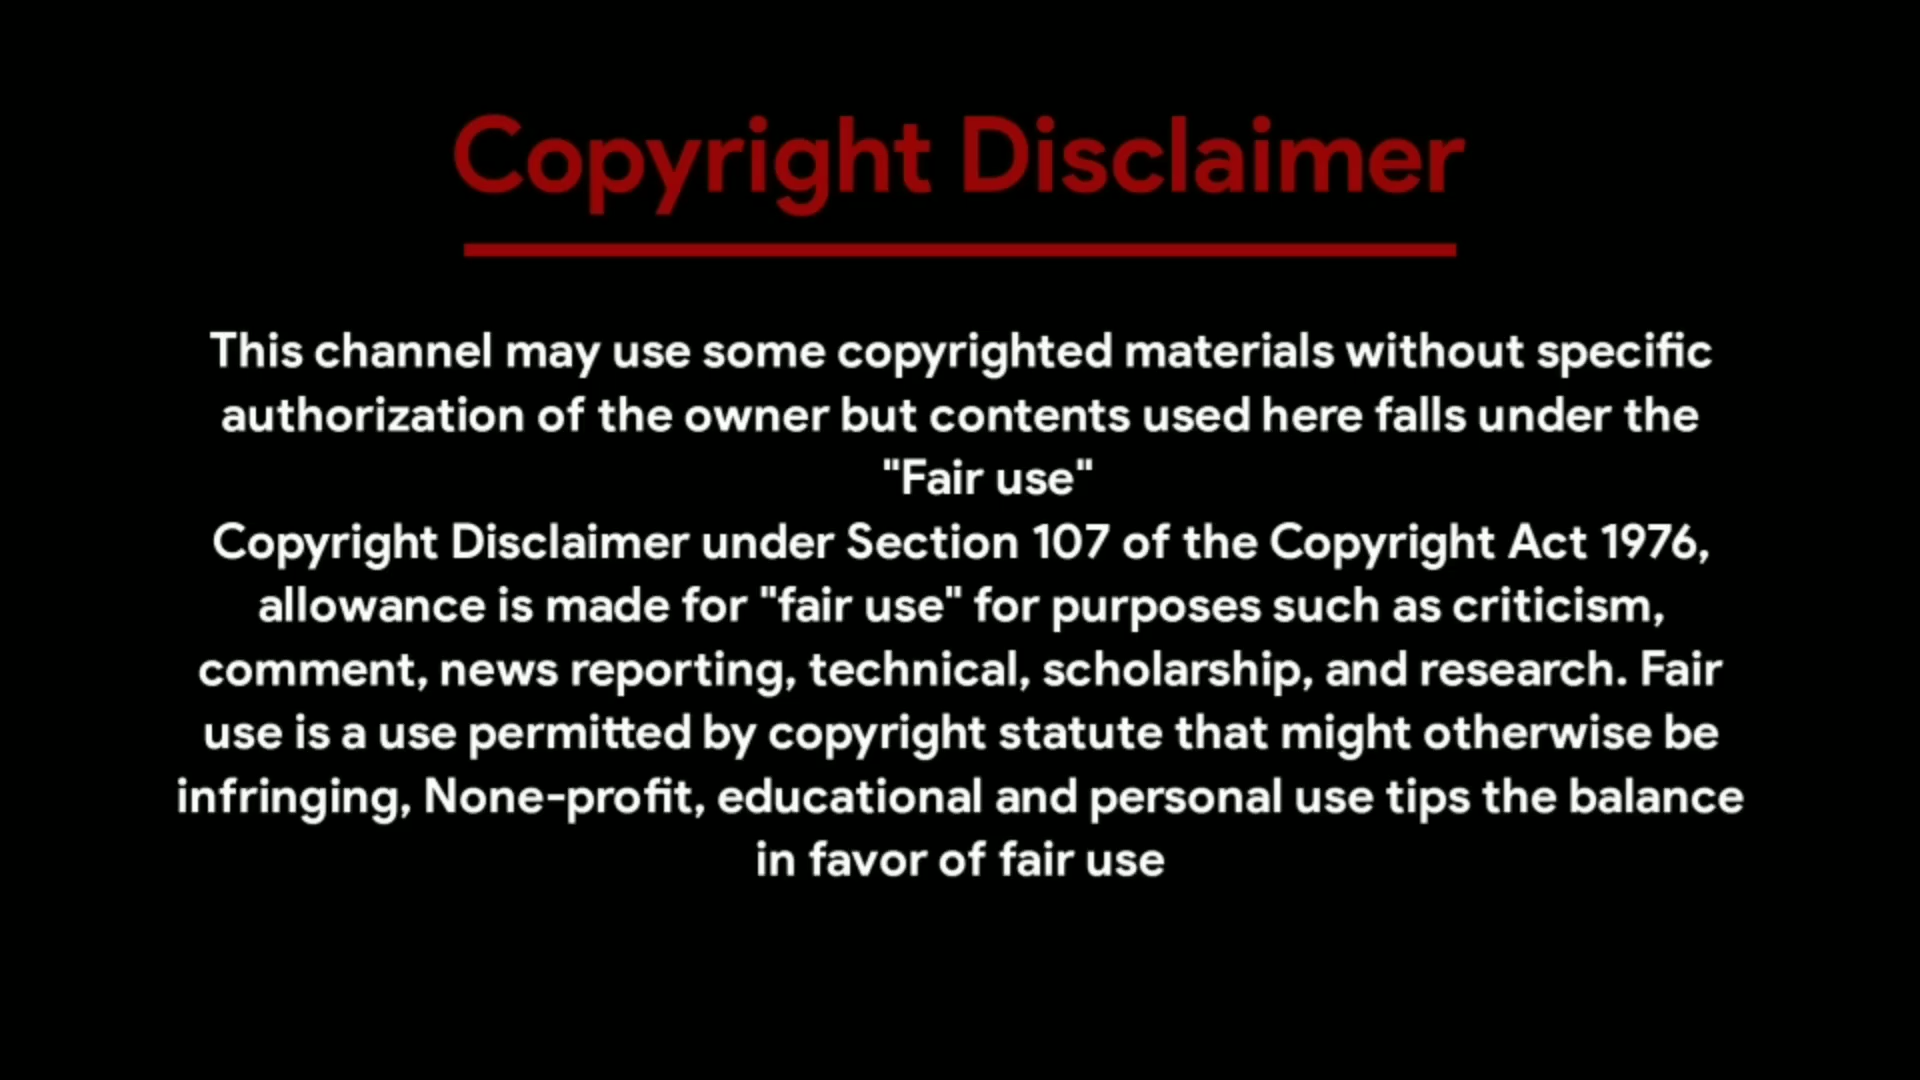 Copyright Disclaimer
This channel may use some copyrighted materials without specific
authorization of the owner but contents used here falls under the
"Fair use"
Copyright Disclaimer under Section 107 of the Copyright Act 1976,
allowance is made for "fair use" for purposes such as criticism,
comment, news reporting, technical, scholarship, and research. Fair
use is a use permitted by copyright statute that might otherwise be
infringing, None-profit, educational and personal use tips the balance
in favor of fair use